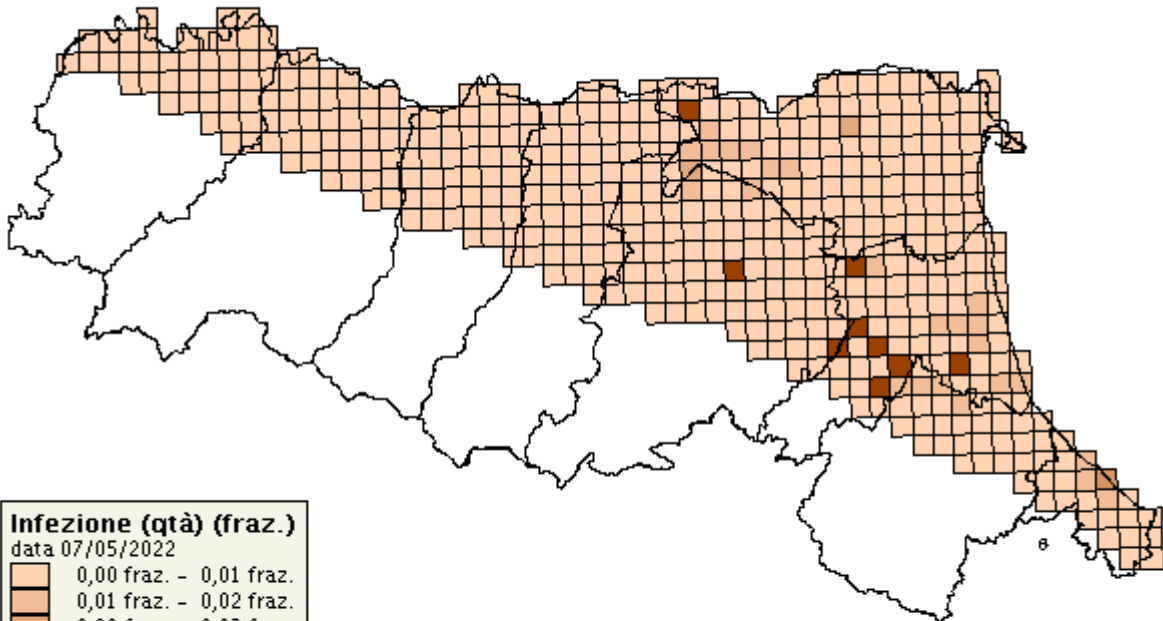 Infezione (qtà) (fraz.)
data 07/05/2022
0,00 fraz. - 0,01 fraz.
0,01 fraz. - 0,02 fraz.